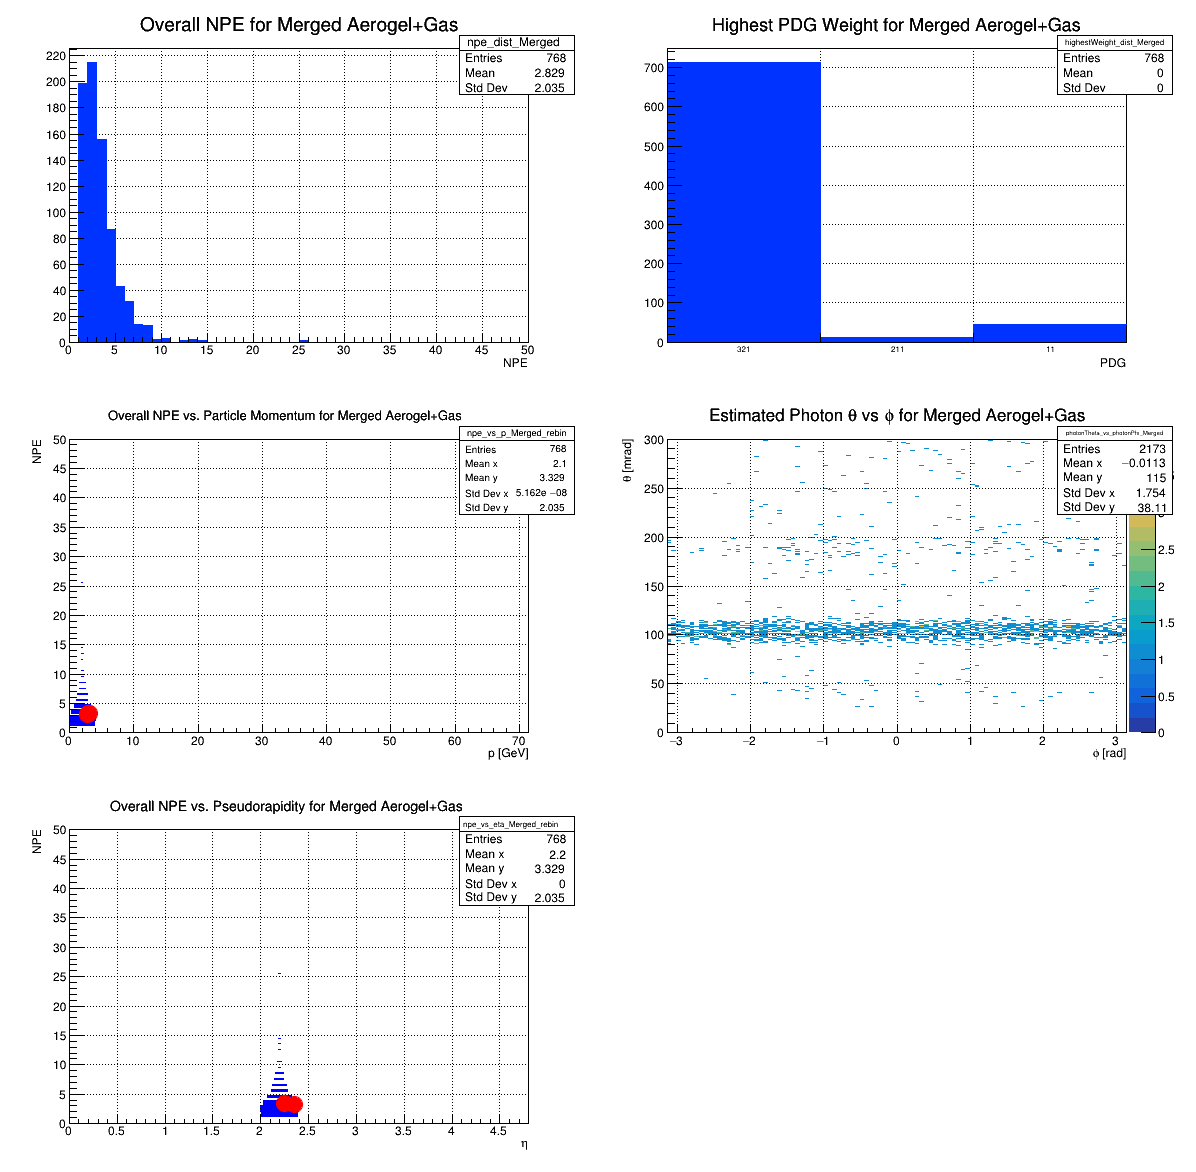 Overall NPE for Merged Aerogel+Gas
npe_dist_Merged
Entries 768
Mean 2.829
Std Dev 2.035
220
200
180
160
140
120
100
80
60
40
20
0
0 5 10 15 20 25 30 35 40 45 50
NPE
Highest PDG Weight for Merged Aerogel+Gas
highestWeight_dist_Merged
Entries 768
Mean 0
Std Dev 0
700
600
500
400
300
200
100
0
321 211 11
PDG
Overall NPE vs. Particle Momentum for Merged Aerogel+Gas
npe_vs_p_Merged_rebin
Entries 768
Mean x 2.1
Mean y 3.329
Std Dev x 5.162e −08
Std Dev y 2.035
NPE
50
45
40
35
30
25
20
15
10
5
0
0 10 20 30 40 50 60 70
p [GeV]
Estimated Photon θ vs ϕ for Merged Aerogel+Gas
photonTheta_vs_photonPhi_Merged
Entries 2173
Mean x −0.0113
Mean y 115
Std Dev x 1.754
Std Dev y 38.11
θ [mrad]
300
250
200
150
100
50
0
−3 −2 −1 0 1 2 3
ϕ [rad]
2.5
2
1.5
1
0.5
0
Overall NPE vs. Pseudorapidity for Merged Aerogel+Gas
npe_vs_eta_Merged_rebin
Entries 768
Mean x 2.2
Mean y 3.329
Std Dev x 0
Std Dev y 2.035
NPE
50
45
40
35
30
25
20
15
10
5
0
0 0.5 1 1.5 2 2.5 3 3.5 4 4.5
η